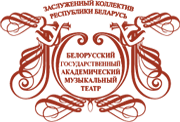 ЗАСЛУЖЕННЫЙ КОЛЛЕКТИВ
РЕСПУБЛИКИ БЕЛАРУСЬ
БЕЛОРУССКИЙ
ГОСУДАРСТВЕННЫЙ
АКАДЕМИЧЕСКИЙ
МУЗЫКАЛЬНЫЙ
ТЕАТР